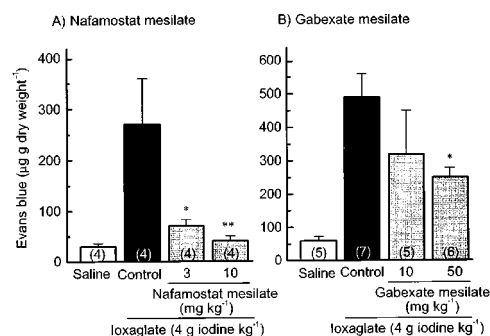 A) Nafamostat mesilate
B) Gabexate mesilate
Evans blue (µg g dry weight⁻¹)
400
300
200
100
0
*
**
(4)
(4)
(4)
(4)
Saline
Control
3
10
Nafamostat mesilate
(mg kg⁻¹)
Ioxaglate (4 g iodine kg⁻¹)
600
500
400
300
200
100
0
*
(5)
(7)
(5)
(6)
Saline
Control
10
50
Gabexate mesilate
(mg kg⁻¹)
Ioxaglate (4 g iodine kg⁻¹)